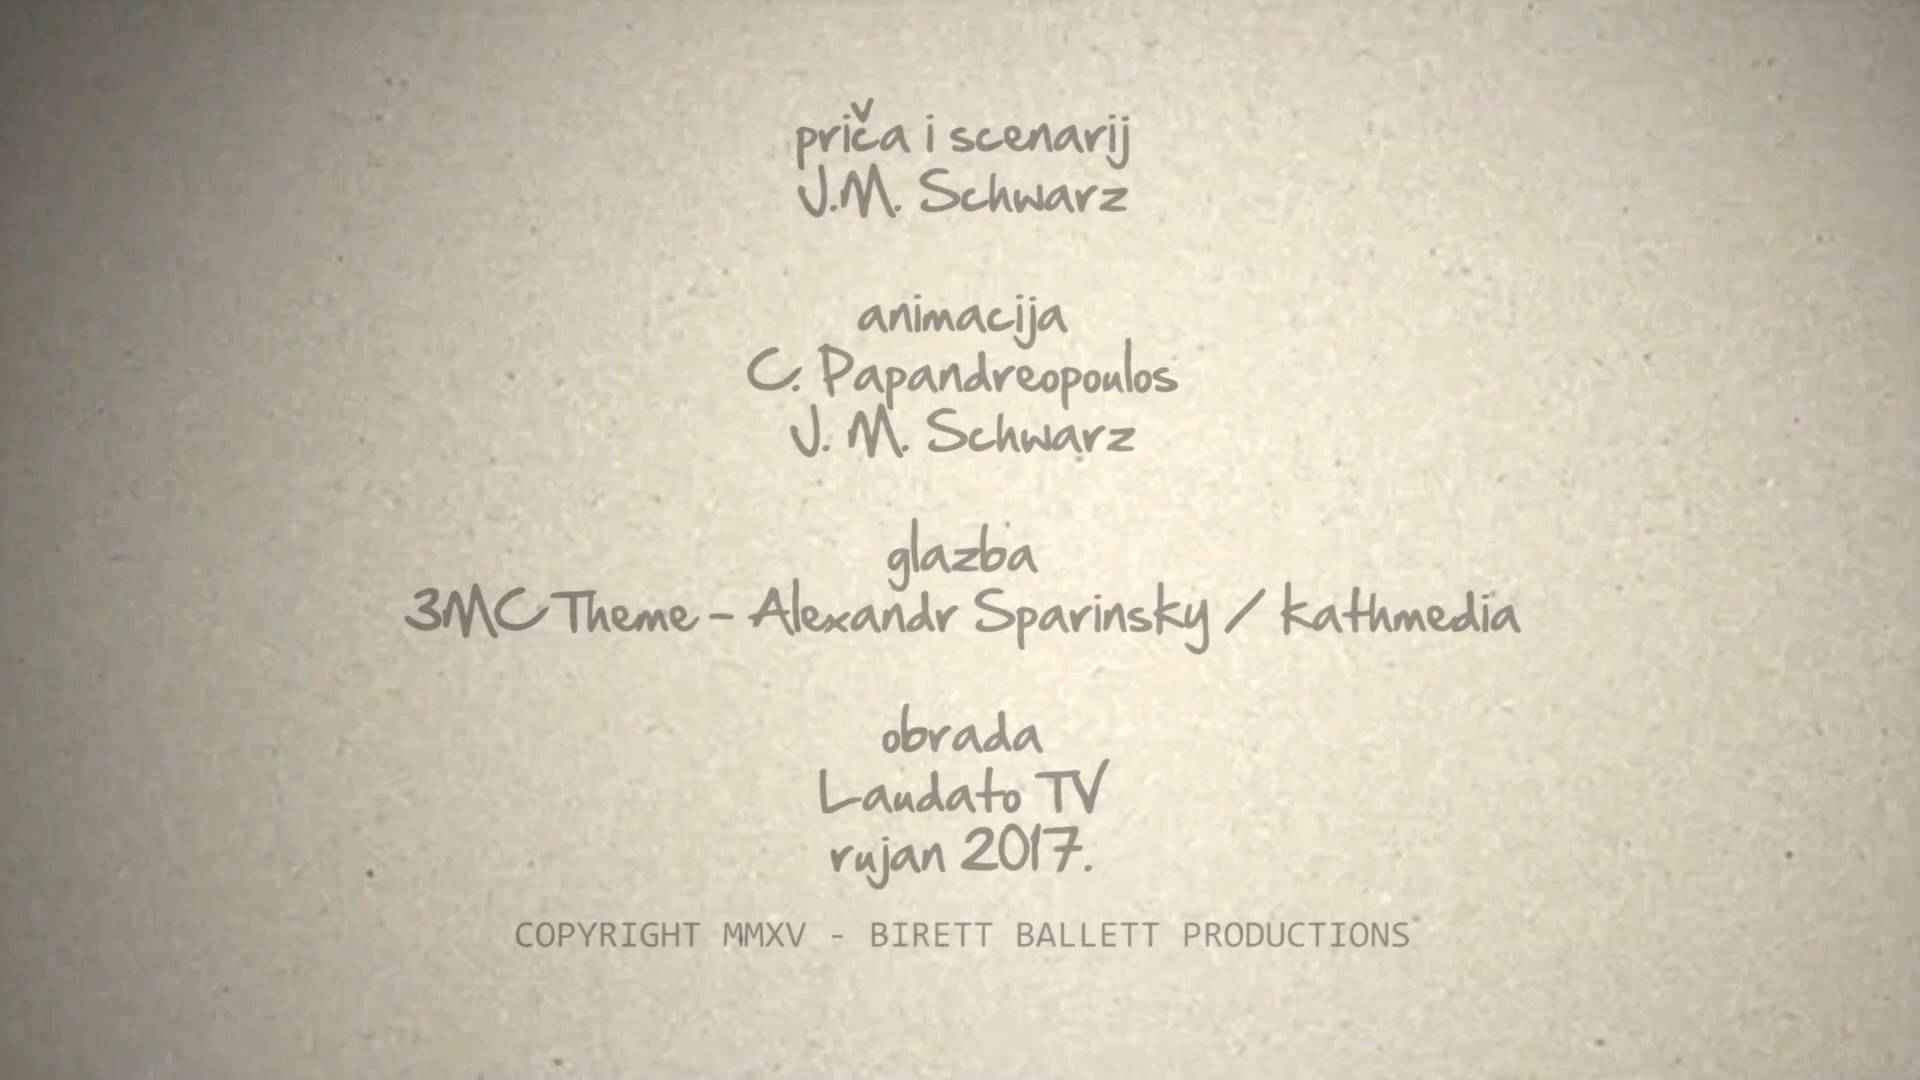 priča i scenarij
J.M. Schwarz
animacija
C. Papandreopoulos
J. M. Schwarz
glazba
3MC Theme - Alexandr Sparinsky / kathmedia
obrada
Laudato TV
rujan 2017.
COPYRIGHT MMXV - BIRETT BALLETT PRODUCTIONS